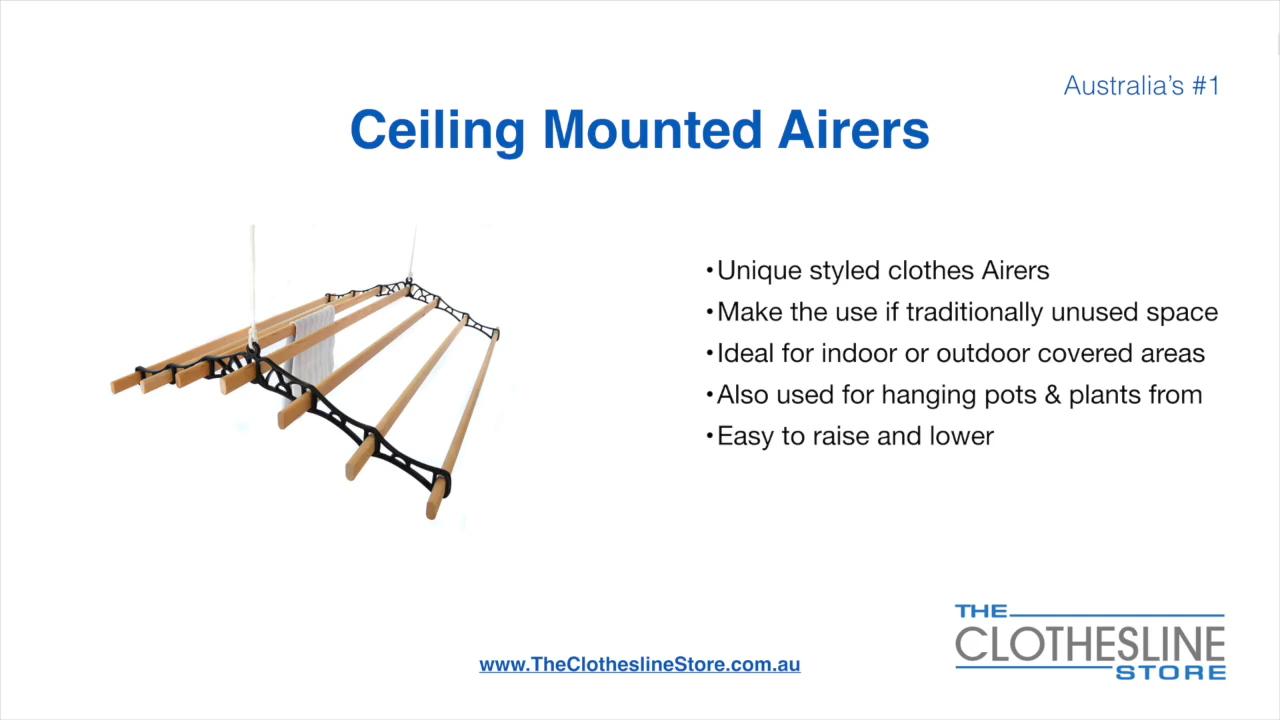 Australia's #1
Ceiling Mounted Airers
•Unique styled clothes Airers
•Make the use if traditionally unused space
•Ideal for indoor or outdoor covered areas
•Also used for hanging pots & plants from
•Easy to raise and lower
THE
CLOTHESLINE
STORE
www.TheClotheslineStore.com.au